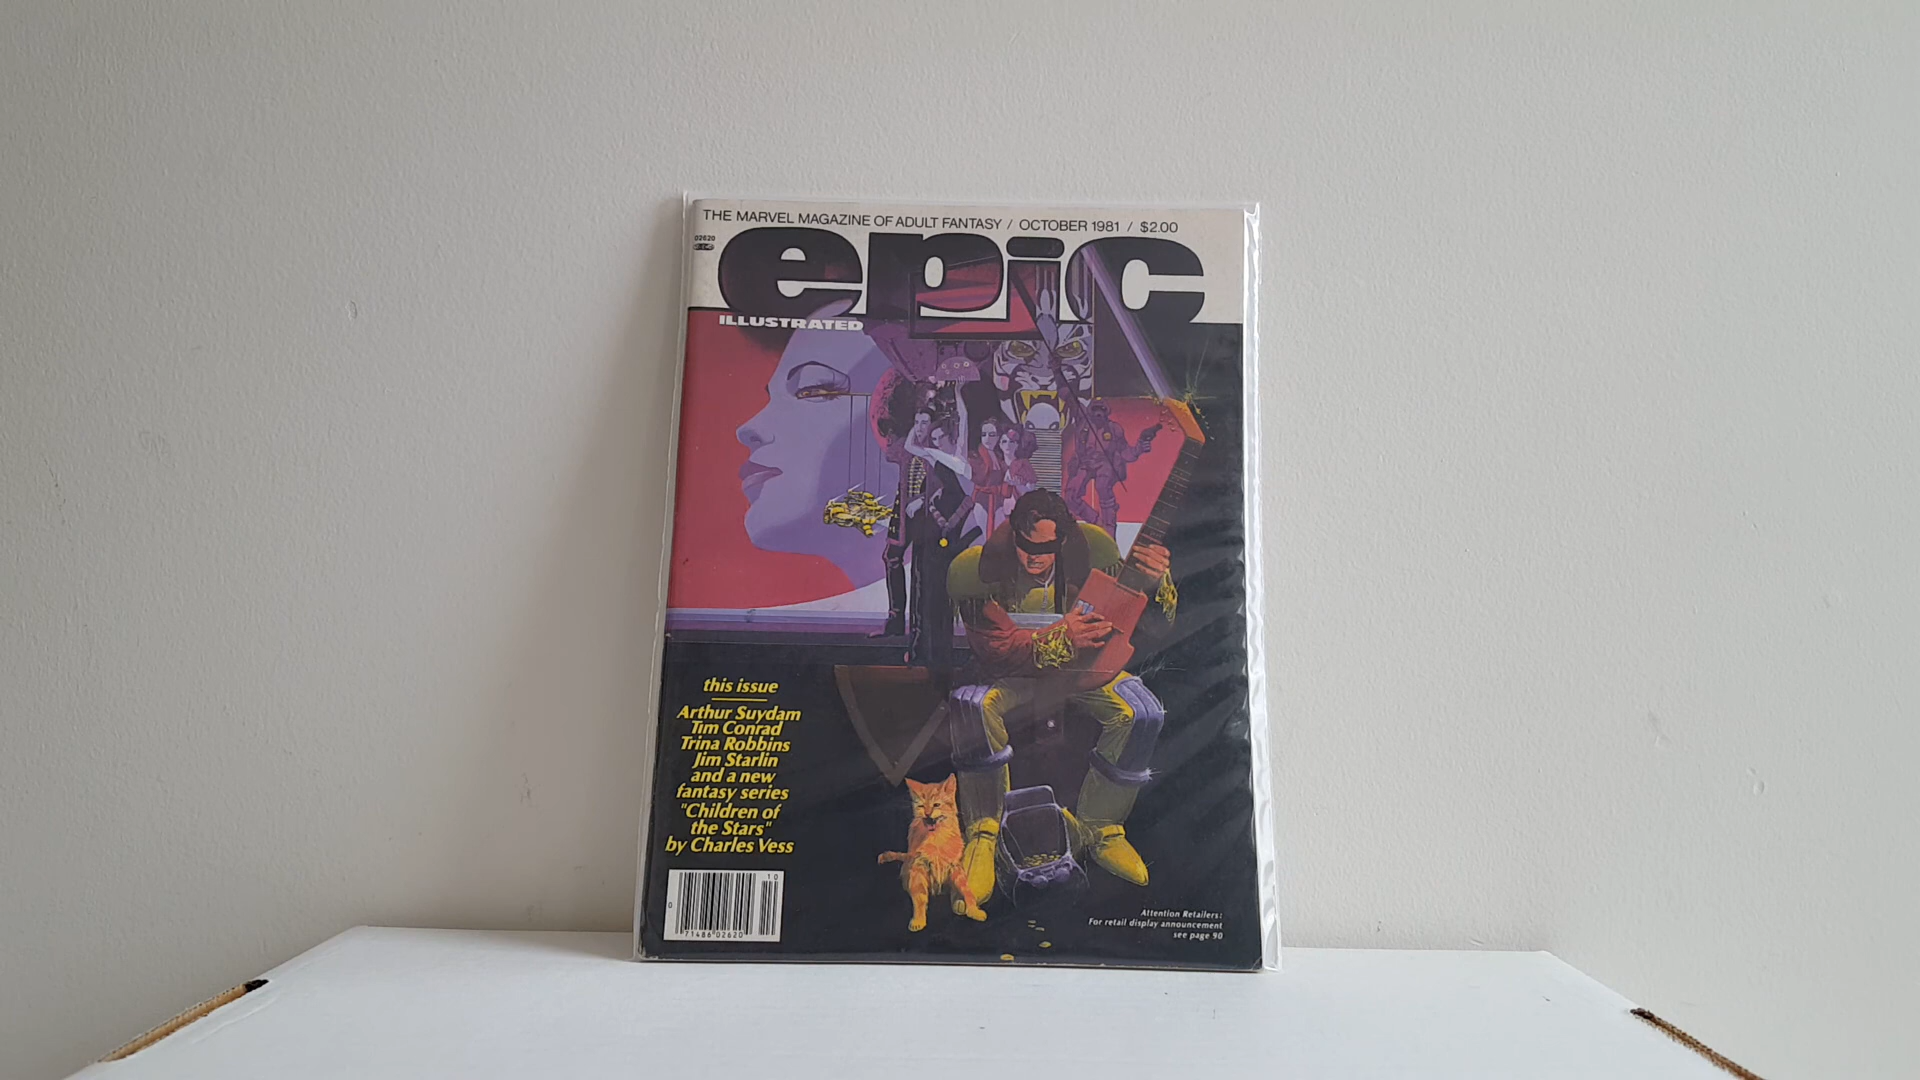 THE MARVEL MAGAZINE OF ADULT FANTASY / OCTOBER 1981 / $2.00
02620
epic
ILLUSTRATED
this issue
Arthur Suydam
Tim Conrad
Trina Robbins
Jim Starlin
and a new
fantasy series
"Children of
the Stars"
by Charles Vess
10
0
71486 02620
Attention Retailers:
For retail display announcement
see page 90